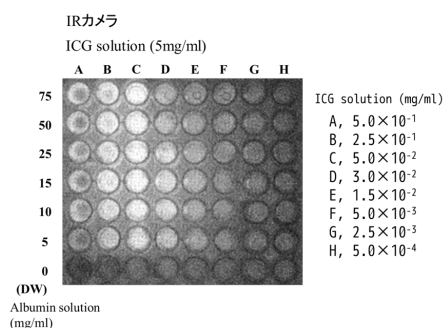 IRカメラ
ICG solution (5mg/ml)
A B C D E F G H
75
50
25
15
10
5
0
(DW)
Albumin solution
(mg/ml)
ICG solution (mg/ml)
A, 5.0×10⁻¹
B, 2.5×10⁻¹
C, 5.0×10⁻²
D, 3.0×10⁻²
E, 1.5×10⁻²
F, 5.0×10⁻³
G, 2.5×10⁻³
H, 5.0×10⁻⁴